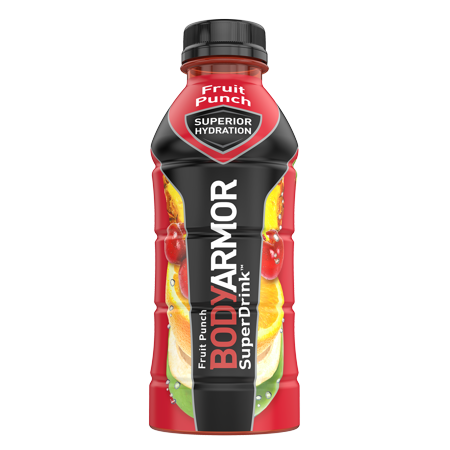 Fruit
Punch
SUPERIOR
HYDRATION
Fruit Punch
BODYARMOR
SuperDrink™